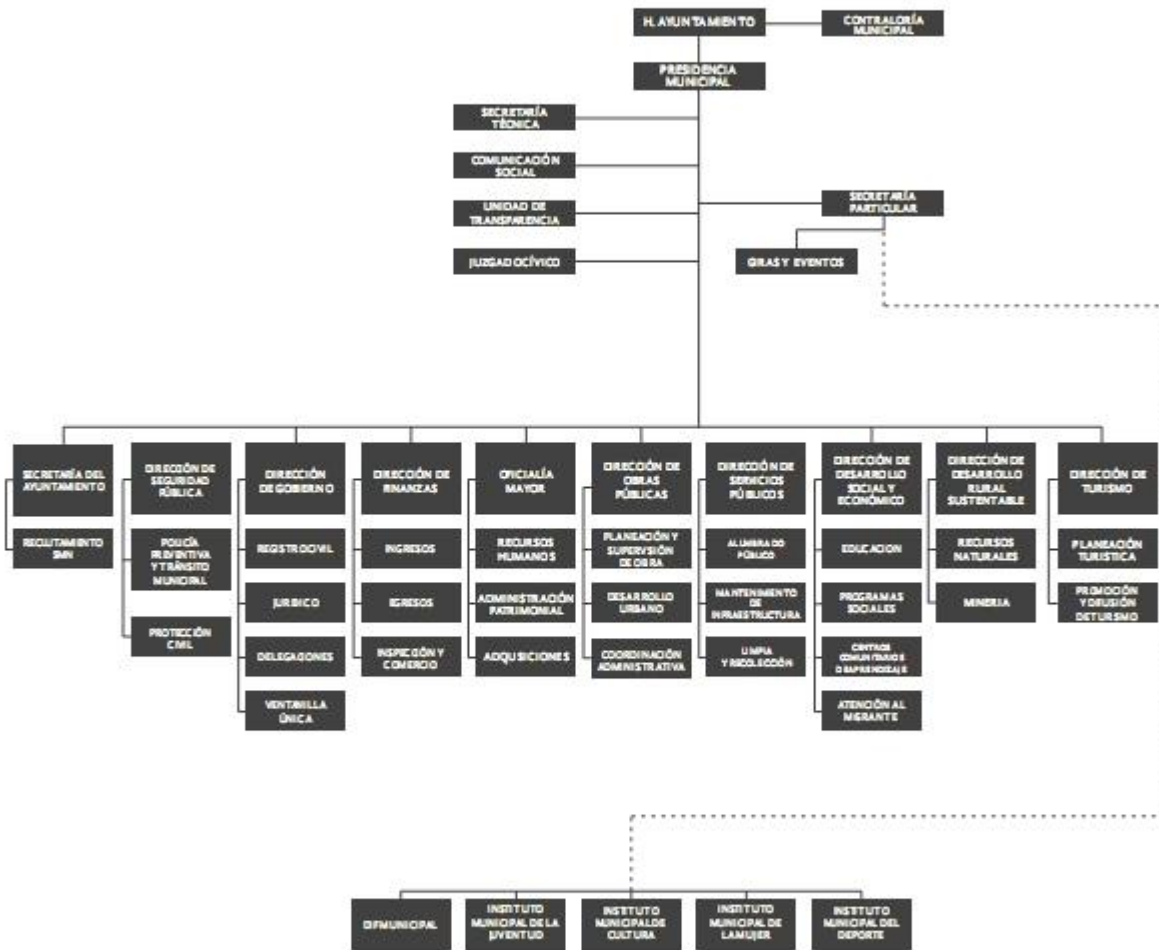 H. AYUNTAMIENTO
CONTRALORÍA
MUNICIPAL
PRESIDENCIA
MUNICIPAL
SECRETARÍA
TÉCNICA
COMUNICACIÓN
SOCIAL
UNIDAD DE
TRANSPARENCIA
JUZGADO CÍVICO
SECRETARÍA
PARTICULAR
GIRAS Y EVENTOS
SECRETARÍA DEL
AYUNTAMIENTO
RECLUTAMIENTO
SMN
DIRECCIÓN DE
SEGURIDAD
PÚBLICA
POLICÍA
PREVENTIVA
Y TRÁNSITO
MUNICIPAL
PROTECCIÓN
CIVIL
DIRECCIÓN
DE GOBIERNO
REGISTRO CIVIL
JURIDICO
DELEGACIONES
VENTANILLA
ÚNICA
DIRECCIÓN DE
FINANZAS
INGRESOS
EGRESOS
INSPECCIÓN Y
COMERCIO
OFICIALÍA
MAYOR
RECURSOS
HUMANOS
ADMINISTRACIÓN
PATRIMONIAL
ADQUSICIONES
DIRECCIÓN DE
OBRAS
PÚBLICAS
PLANEACIÓN Y
SUPERVSIÓN
DE OBRA
DESARROLLO
URBANO
COORDINACIÓN
ADMINISTRATIVA
DIRECCIÓN DE
SERVICIOS
PÚBLICOS
ALUMBRADO
PÚBLICO
MANTENIMIENTO
DE
INFRAESTRUCTURA
LIMPIA
Y RECOLECCIÓN
DIRECCIÓN DE
DESARROLLO
SOCIAL Y
ECONÓMICO
EDUCACION
PROGRAMAS
SOCIALES
CENTROS
COMUNITARIOS
DE APRENDIZAJE
ATENCIÓN AL
MIGRANTE
DIRECCIÓN DE
DESARROLLO
RURAL
SUSTENTABLE
RECURSOS
NATURALES
MINERIA
DIRECCIÓN DE
TURISMO
PLANEACIÓN
TURISTICA
PROMOCIÓN
Y DIFUSIÓN
DE TURISMO
DIF MUNICIPAL
INSTITUTO
MUNICIPAL DE LA
JUVENTUD
INSTITUTO
MUNICIPAL DE
CULTURA
INSTITUTO
MUNICIPAL DE
LA MUJER
INSTITUTO
MUNICIPAL DEL
DEPORTE